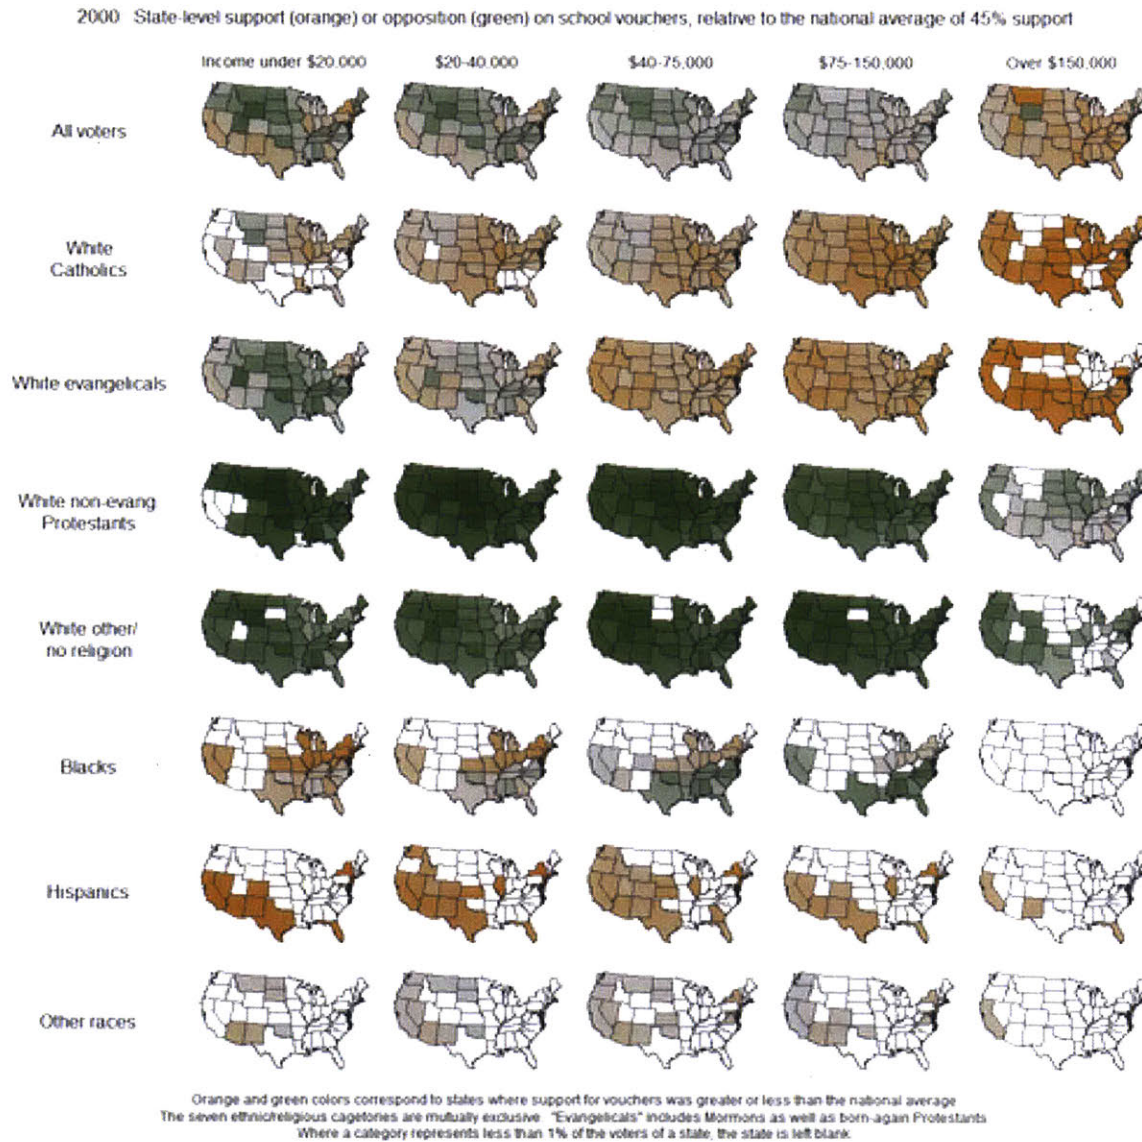 2000 State-level support (orange) or opposition (green) on school vouchers, relative to the national average of 45% support
Income under $20,000 $20-40,000 $40-75,000 $75-150,000 Over $150,000
All voters
White
Catholics
White evangelicals
White non-evang
Protestants
White other/
no religion
Blacks
Hispanics
Other races
Orange and green colors correspond to states where support for vouchers was greater or less than the national average
The seven ethnic/religious cagetories are mutually exclusive "Evangelicals" includes Mormons as well as born-again Protestants
Where a category represents less than 1% of the voters of a state, the state is left blank